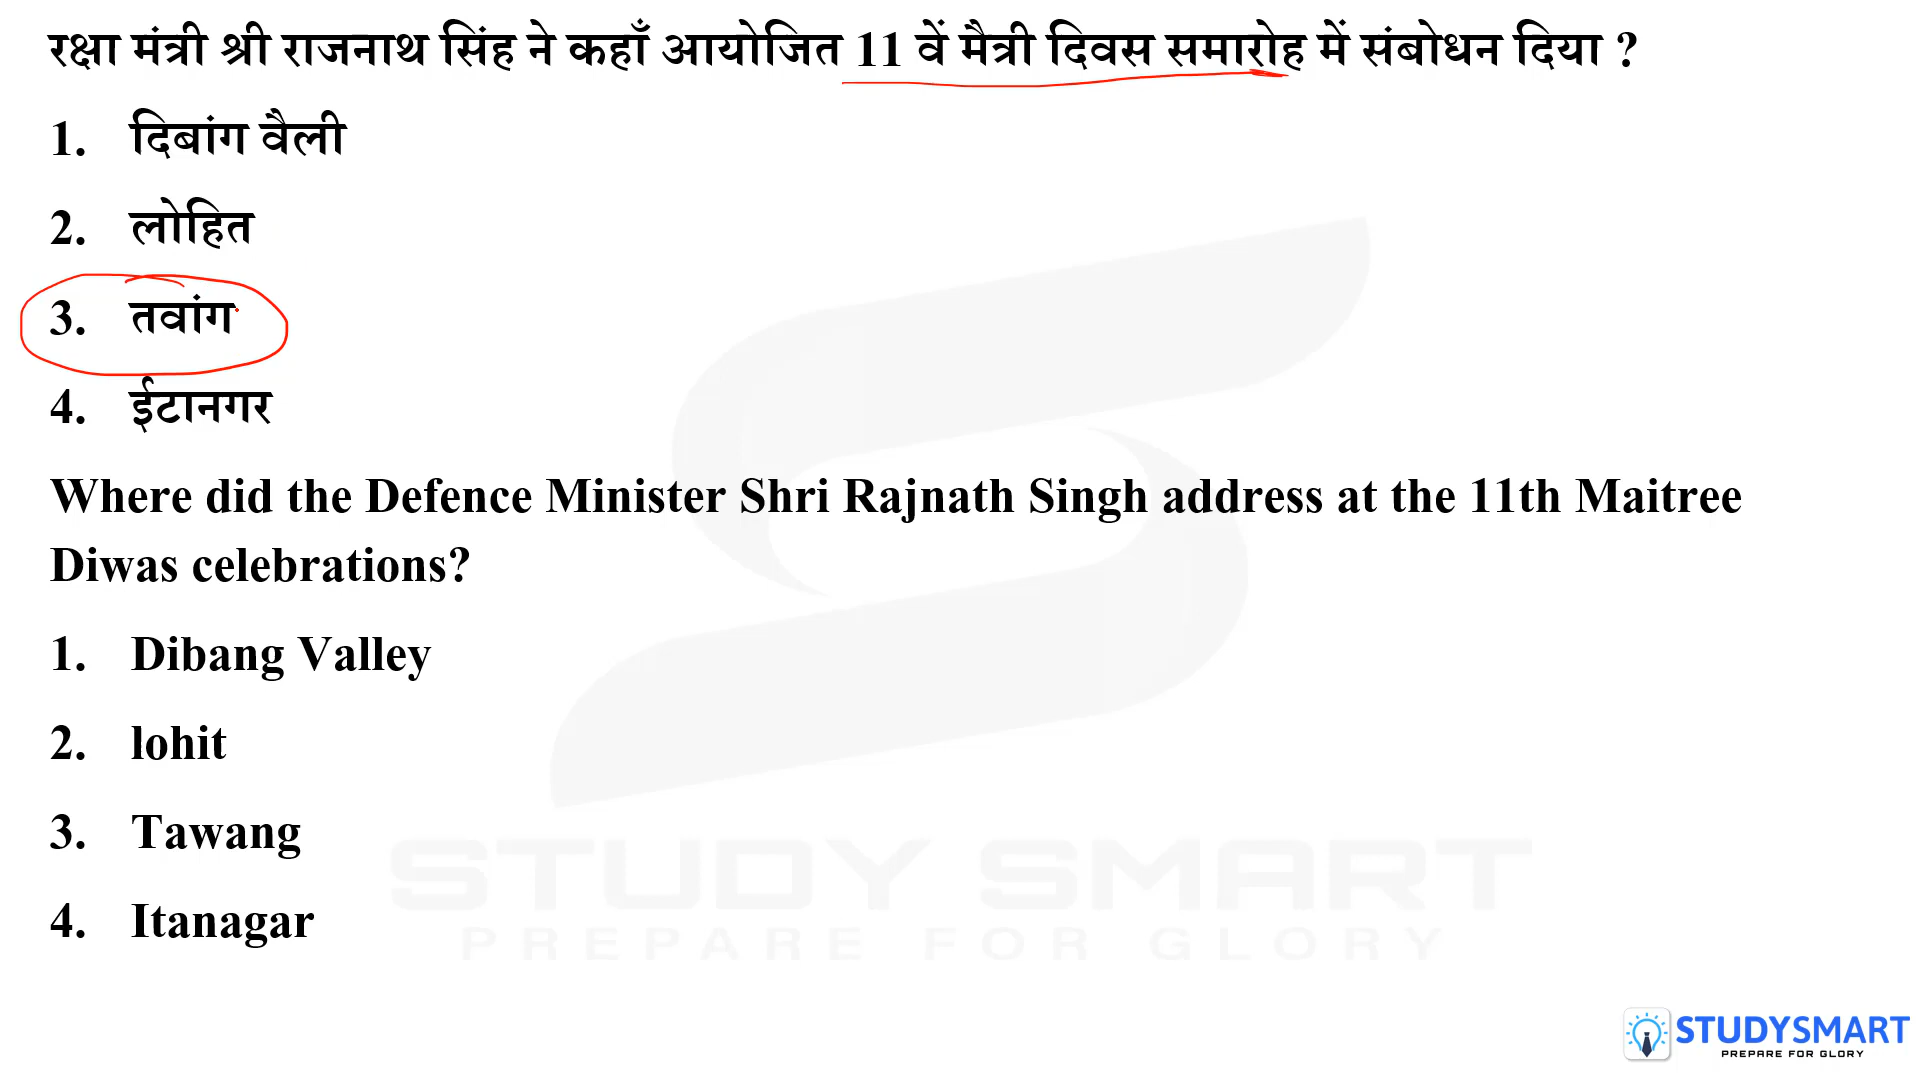 रक्षा मंत्री श्री राजनाथ सिंह ने कहाँ आयोजित 11 वें मैत्री दिवस समारोह में संबोधन दिया ?
1. दिबांग वैली
2. लोहित
3. तवांग
4. ईटानगर
Where did the Defence Minister Shri Rajnath Singh address at the 11th Maitree
Diwas celebrations?
1. Dibang Valley
2. lohit
3. Tawang
4. Itanagar
STUDY SMART
PREPARE FOR GLORY
STUDYSMART
PREPARE FOR GLORY